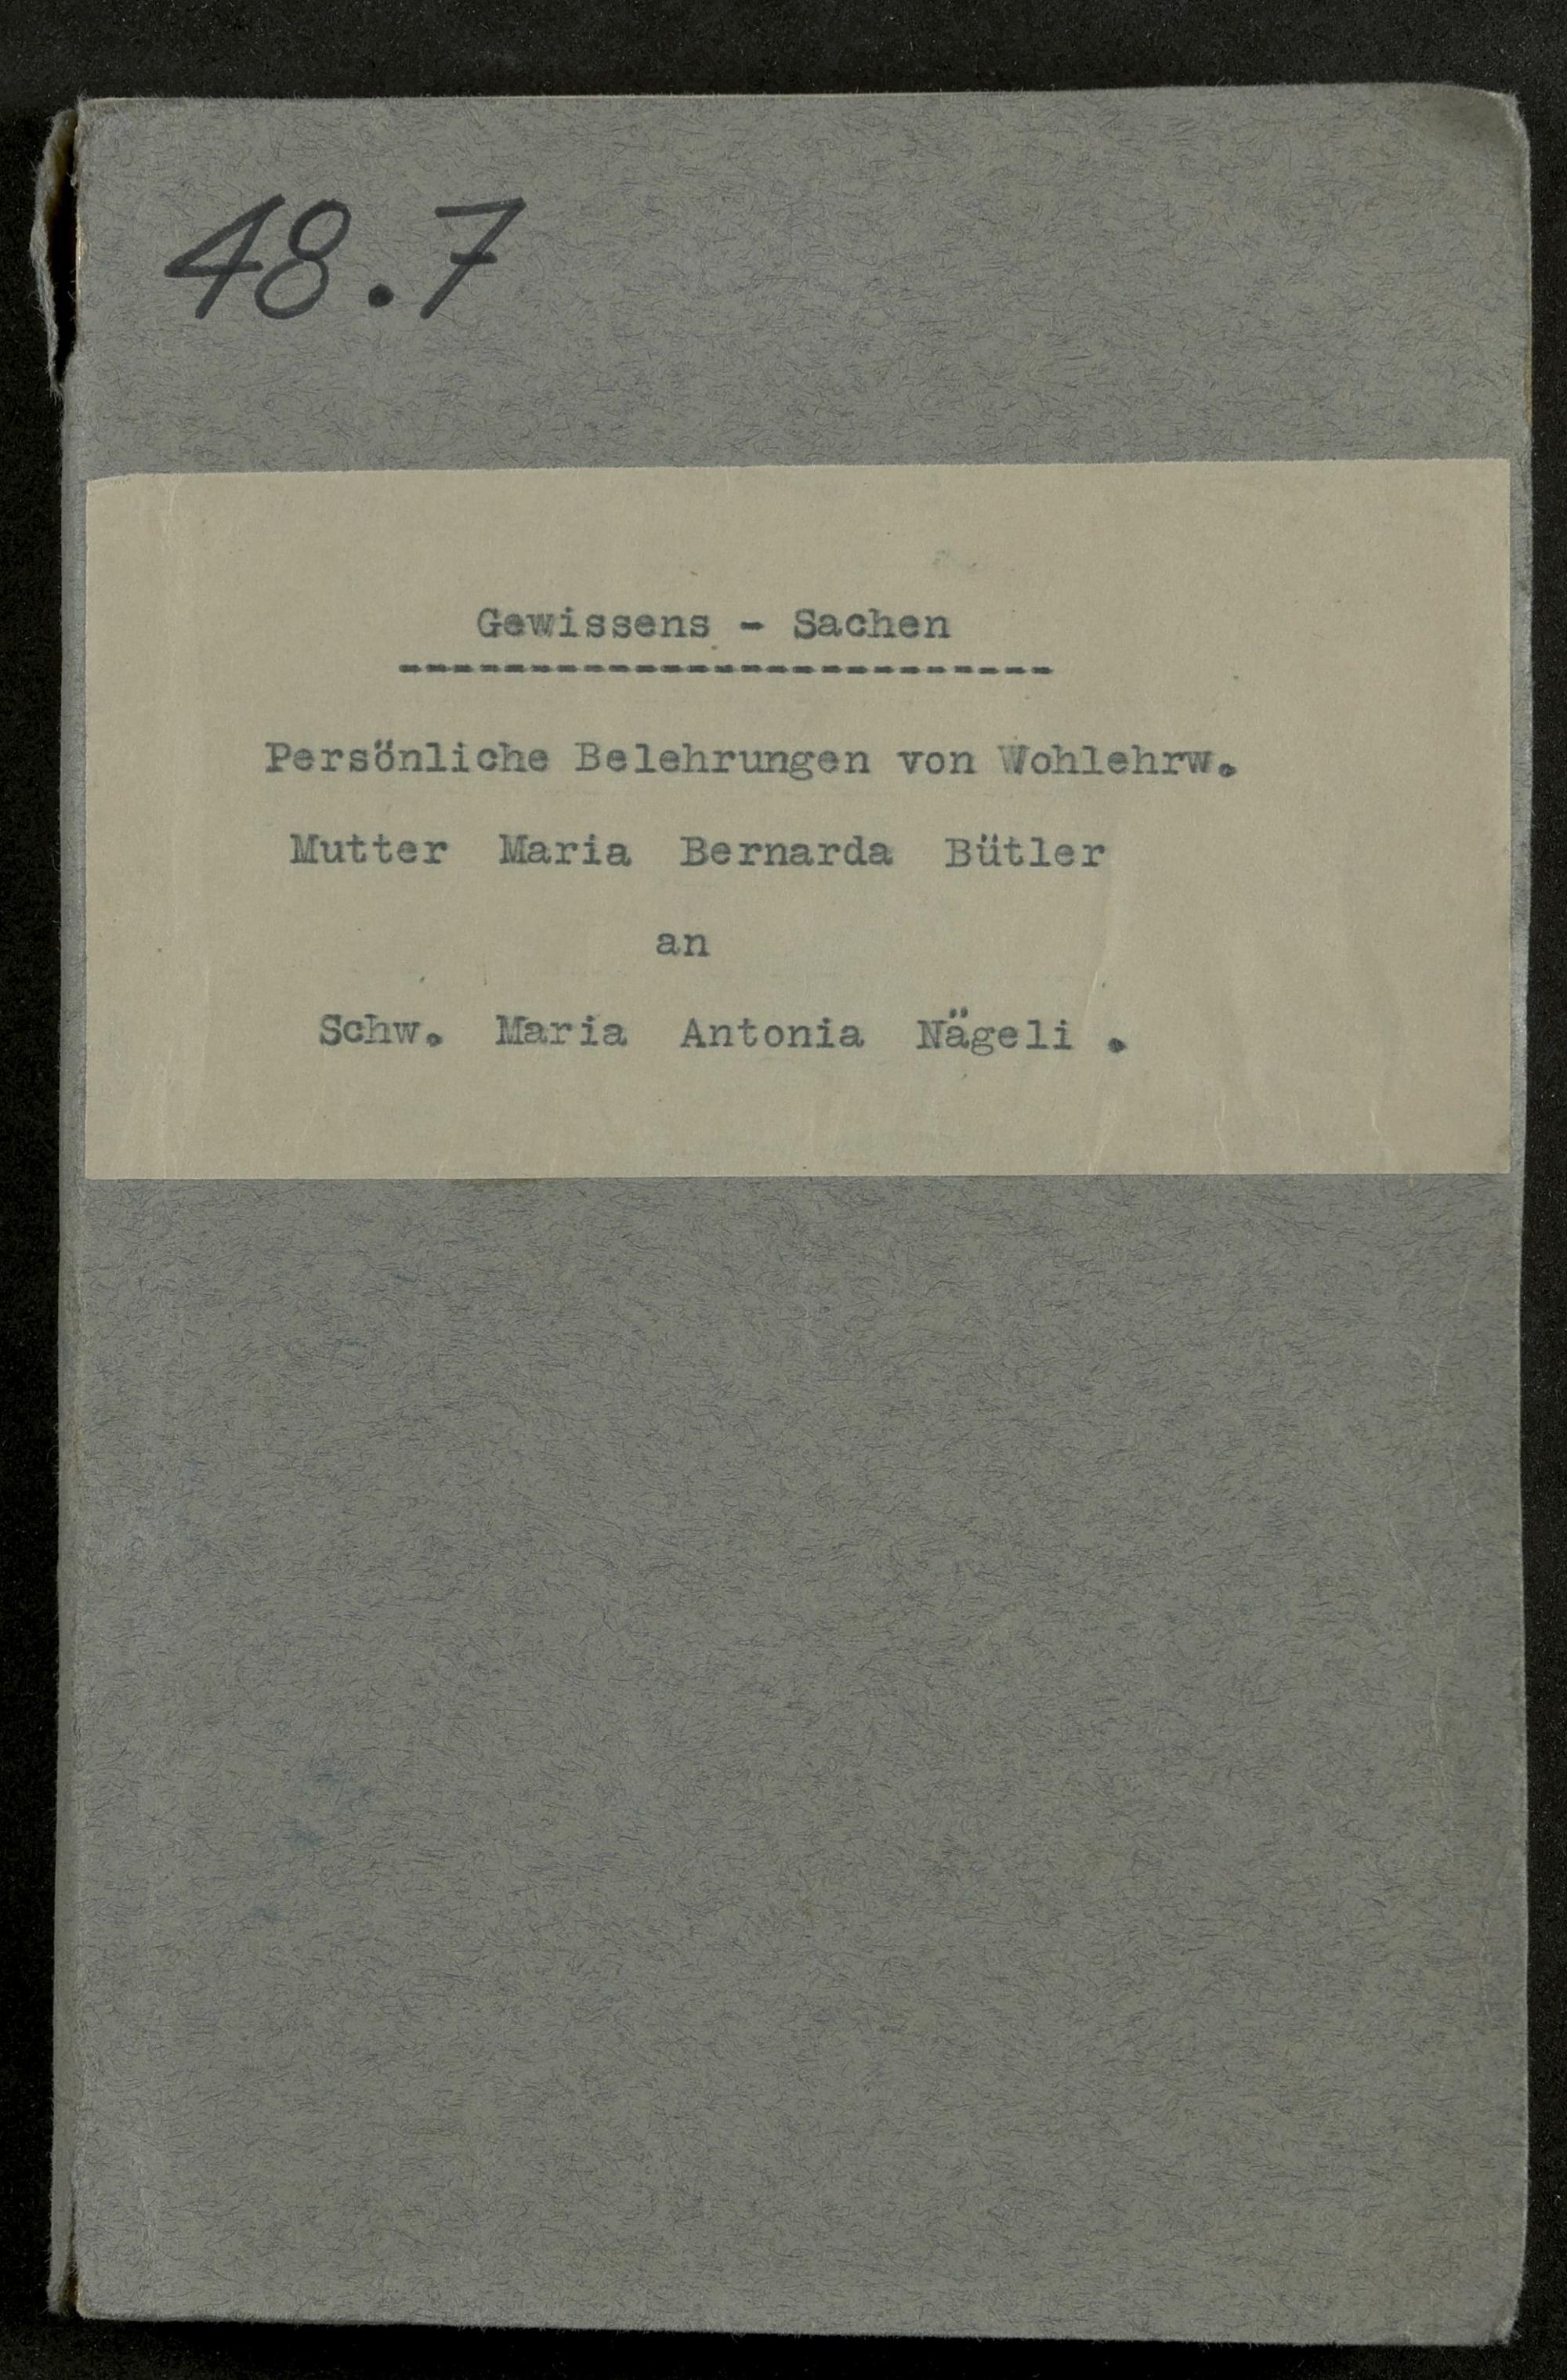 48.7
Gewissens - Sachen
--------------------------
Persönliche Belehrungen von Wohlehrw.
Mutter Maria Bernarda Bütler
an
Schw. Maria Antonia Nägeli .